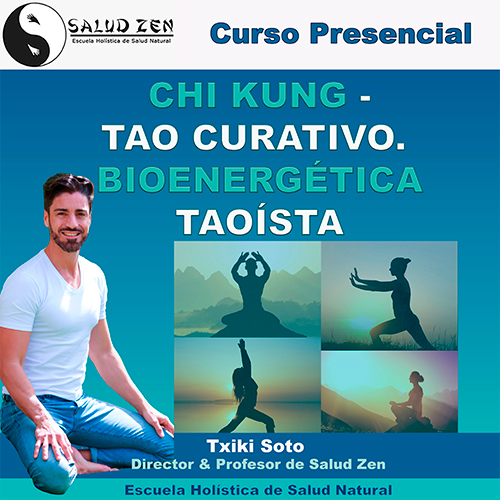 SALUD ZEN
Escuela Holística de Salud Natural
Curso Presencial
CHI KUNG -
TAO CURATIVO.
BIOENERGÉTICA
TAOÍSTA
Txiki Soto
Director & Profesor de Salud Zen
Escuela Holística de Salud Natural